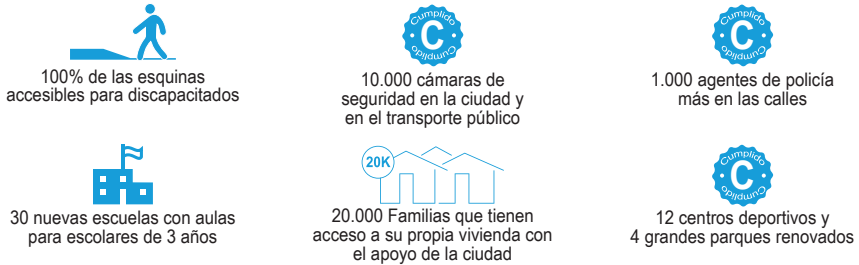 100% de las esquinas
accesibles para discapacitados
Cumplido
C
Cumplido
10.000 cámaras de
seguridad en la ciudad y
en el transporte público
Cumplido
C
Cumplido
1.000 agentes de policía
más en las calles
30 nuevas escuelas con aulas
para escolares de 3 años
20K
20.000 Familias que tienen
acceso a su propia vivienda con
el apoyo de la ciudad
Cumplido
C
Cumplido
12 centros deportivos y
4 grandes parques renovados